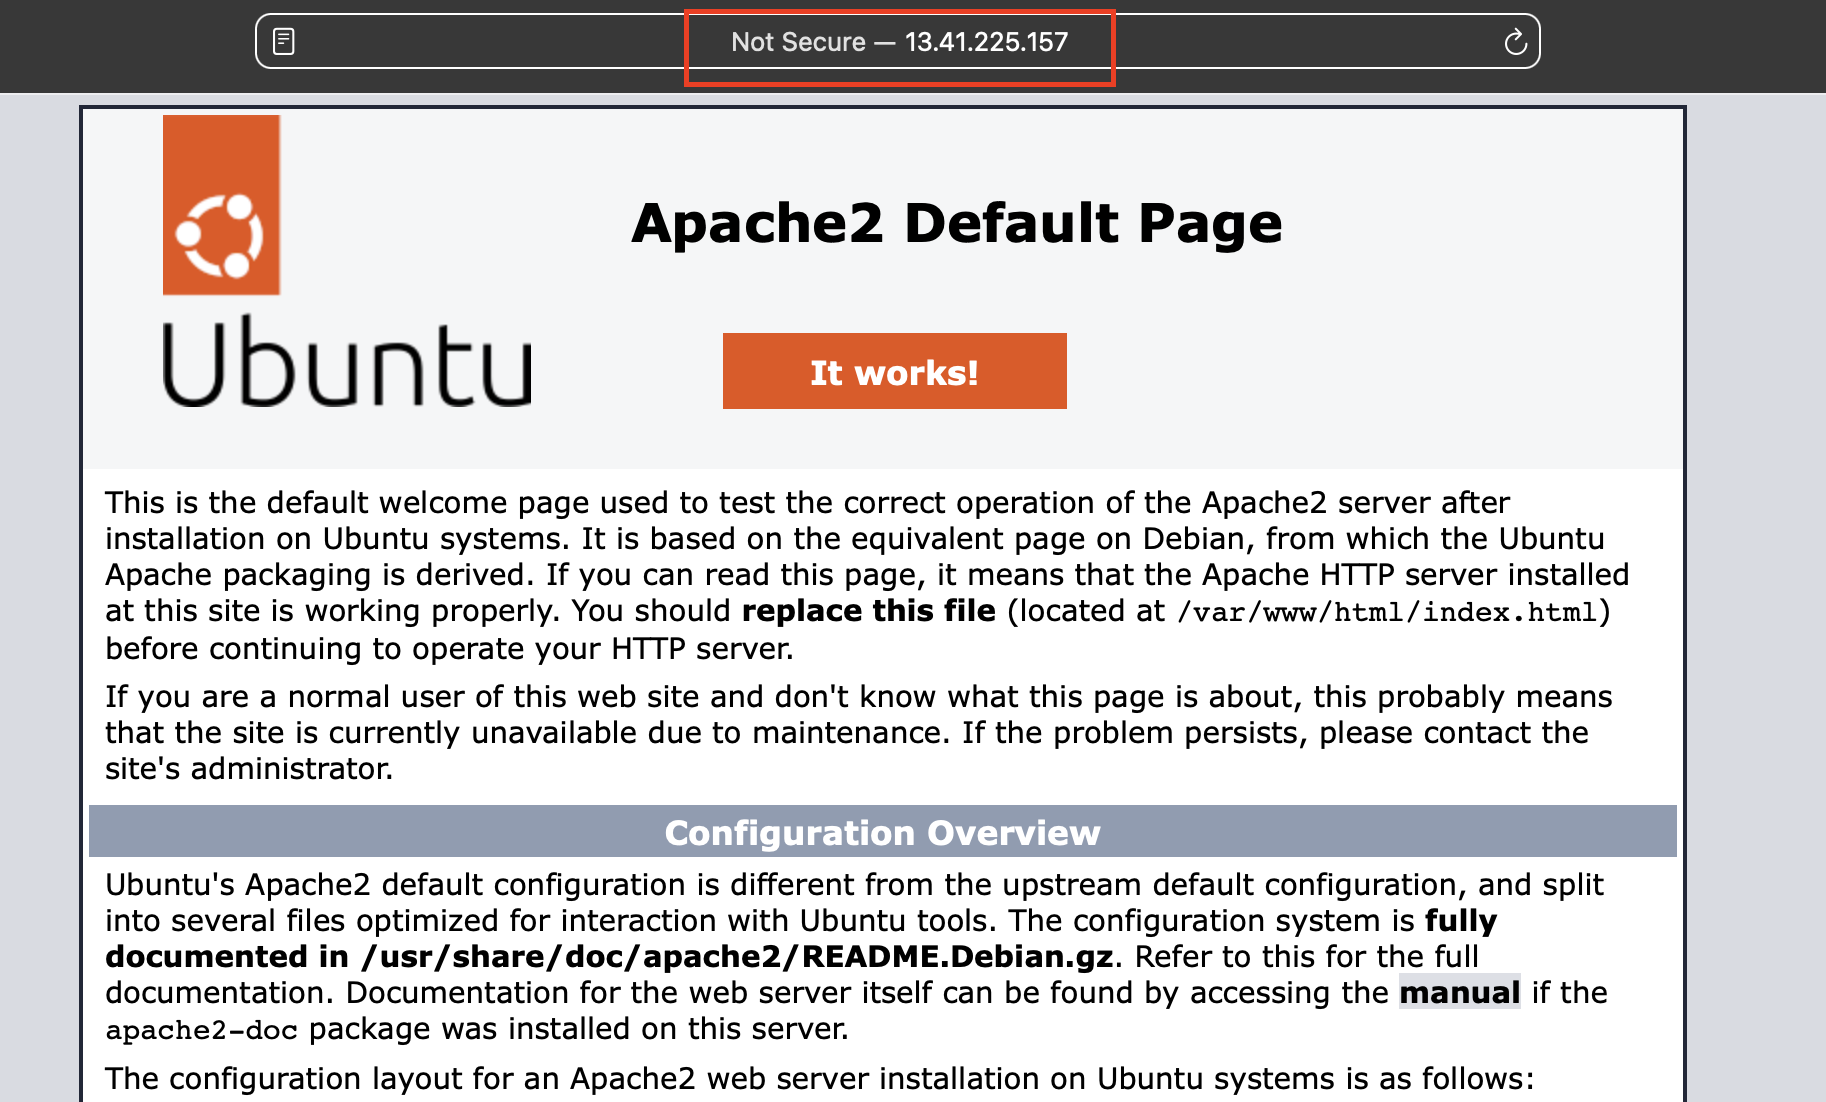 Not Secure — 13.41.225.157
Apache2 Default Page
Ubuntu
It works!
This is the default welcome page used to test the correct operation of the Apache2 server after
installation on Ubuntu systems. It is based on the equivalent page on Debian, from which the Ubuntu
Apache packaging is derived. If you can read this page, it means that the Apache HTTP server installed
at this site is working properly. You should replace this file (located at /var/www/html/index.html)
before continuing to operate your HTTP server.
If you are a normal user of this web site and don't know what this page is about, this probably means
that the site is currently unavailable due to maintenance. If the problem persists, please contact the
site's administrator.
Configuration Overview
Ubuntu's Apache2 default configuration is different from the upstream default configuration, and split
into several files optimized for interaction with Ubuntu tools. The configuration system is fully
documented in /usr/share/doc/apache2/README.Debian.gz. Refer to this for the full
documentation. Documentation for the web server itself can be found by accessing the manual if the
apache2-doc package was installed on this server.
The configuration layout for an Apache2 web server installation on Ubuntu systems is as follows: